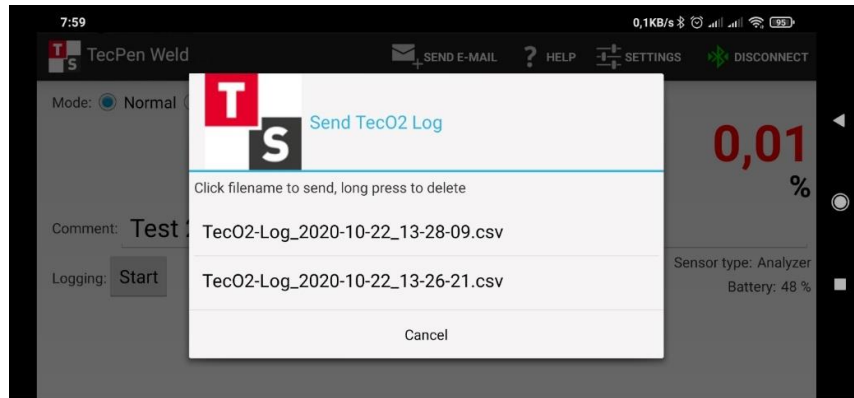 7:59
0,1KB/s 95
TS TecPen Weld
SEND E-MAIL ? HELP SETTINGS DISCONNECT
Mode: Normal
TS
Send TecO2 Log
0,01
%
Click filename to send, long press to delete
Comment: Test
TecO2-Log_2020-10-22_13-28-09.csv
Logging: Start
TecO2-Log_2020-10-22_13-26-21.csv
Sensor type: Analyzer
Battery: 48 %
Cancel